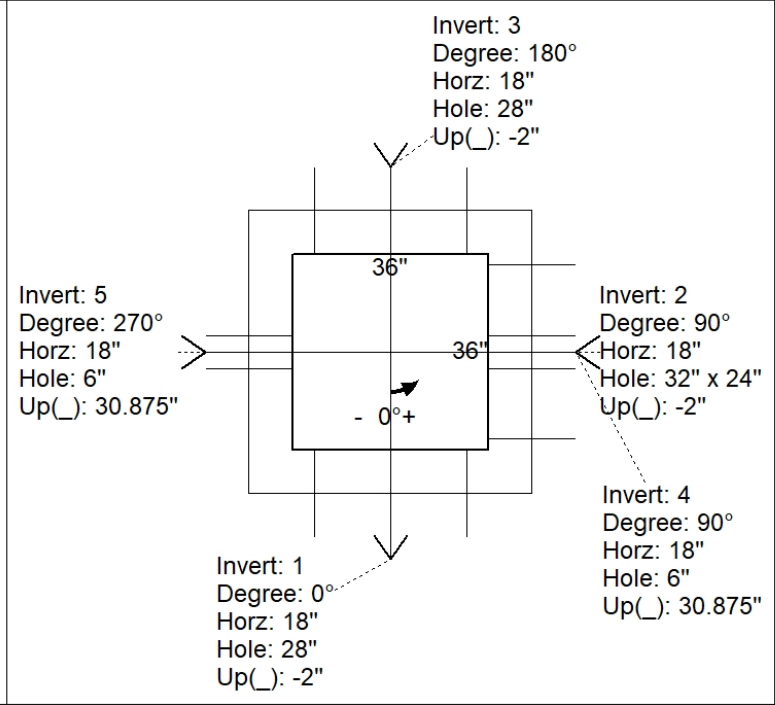 Invert: 3
Degree: 180°
Horz: 18"
Hole: 28"
Up(_): -2"
36"
Invert: 5
Degree: 270°
Horz: 18"
Hole: 6"
Up(_): 30.875"
36"
- 0°+
Invert: 2
Degree: 90°
Horz: 18"
Hole: 32" x 24"
Up(_): -2"
Invert: 4
Degree: 90°
Horz: 18"
Hole: 6"
Up(_): 30.875"
Invert: 1
Degree: 0°
Horz: 18"
Hole: 28"
Up(_): -2"